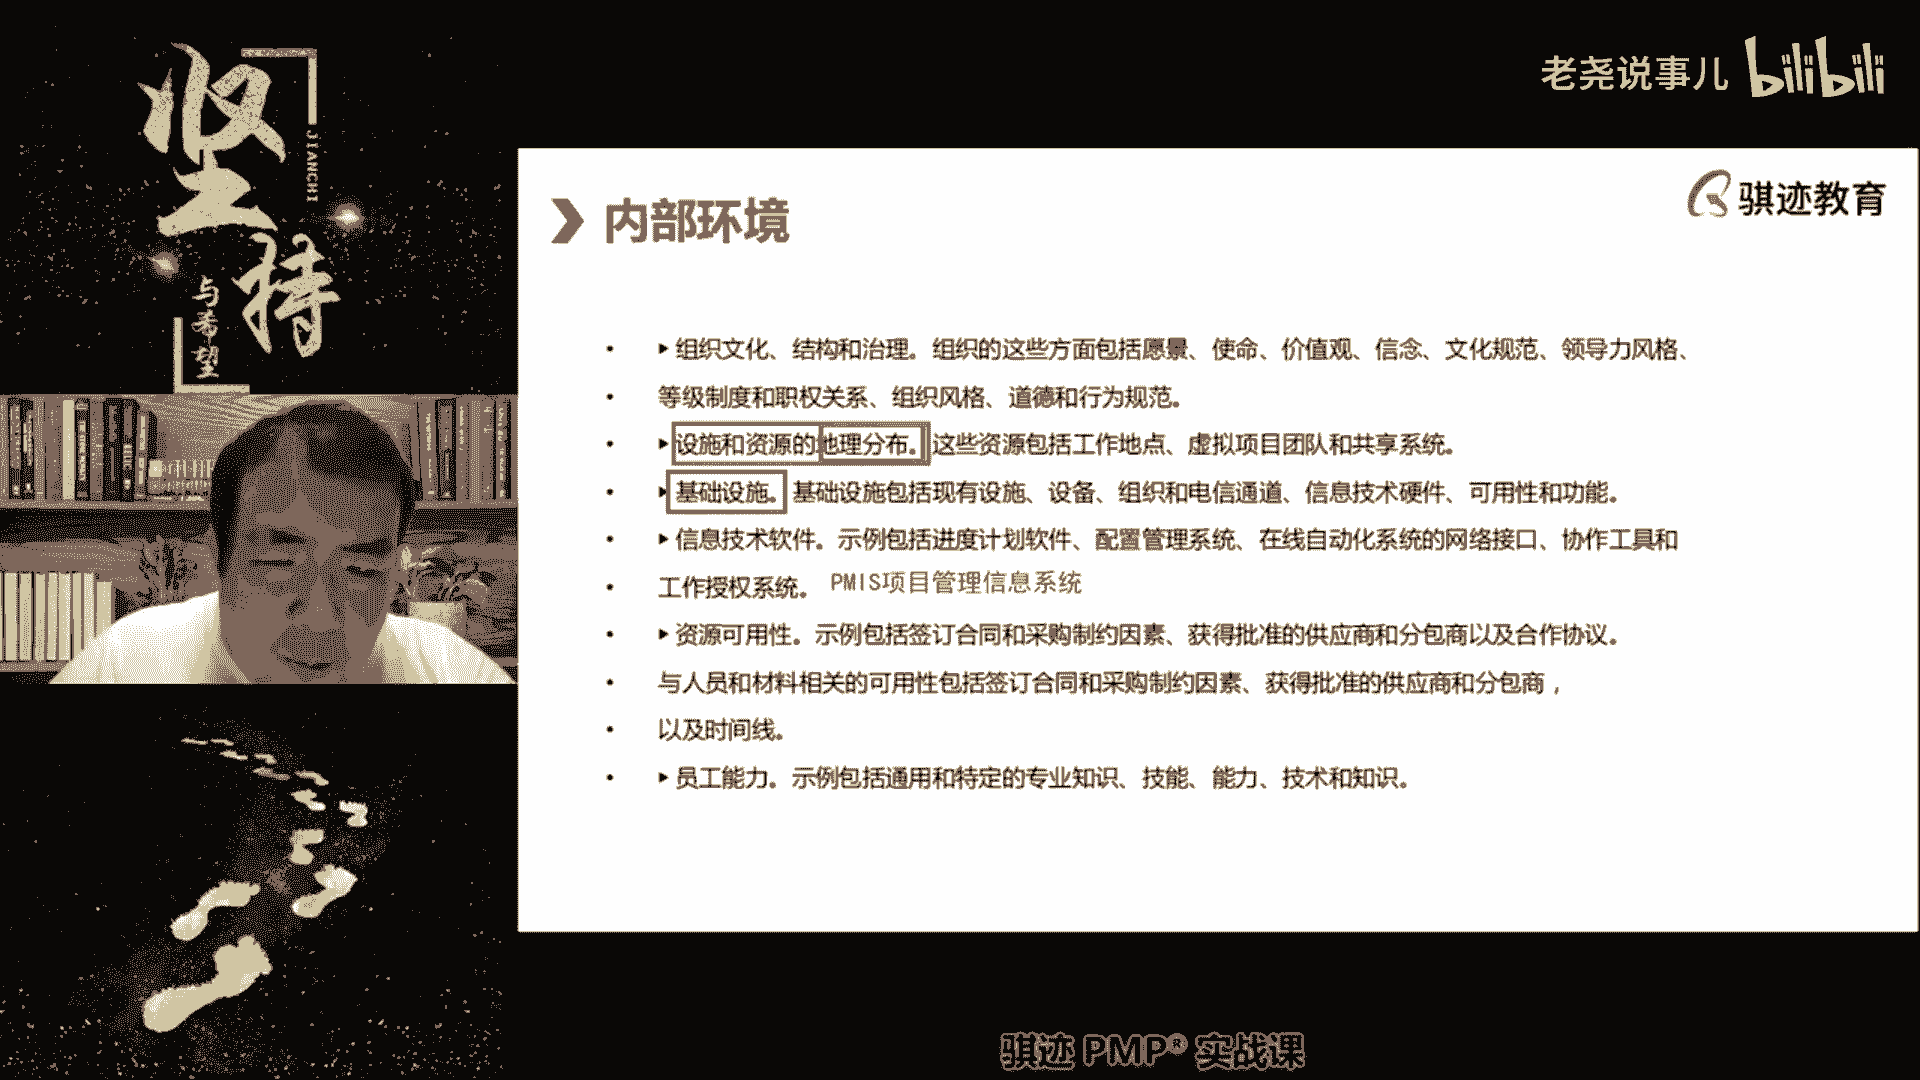 坚持
JIANCHI
与希望
老尧说事儿 bilibili
骐迹教育
内部环境
• ▸组织文化、结构和治理。组织的这些方面包括愿景、使命、价值观、信念、文化规范、领导力风格、
• 等级制度和职权关系、组织风格、道德和行为规范。
• ▸设施和资源的地理分布。这些资源包括工作地点、虚拟项目团队和共享系统。
• ▸基础设施。基础设施包括现有设施、设备、组织和电信通道、信息技术硬件、可用性和功能。
• ▸信息技术软件。示例包括进度计划软件、配置管理系统、在线自动化系统的网络接口、协作工具和
• 工作授权系统。 PMIS项目管理信息系统
• ▸资源可用性。示例包括签订合同和采购制约因素、获得批准的供应商和分包商以及合作协议。
• 与人员和材料相关的可用性包括签订合同和采购制约因素、获得批准的供应商和分包商，
• 以及时间线。
• ▸员工能力。示例包括通用和特定的专业知识、技能、能力、技术和知识。
骐迹 PMP® 实战课